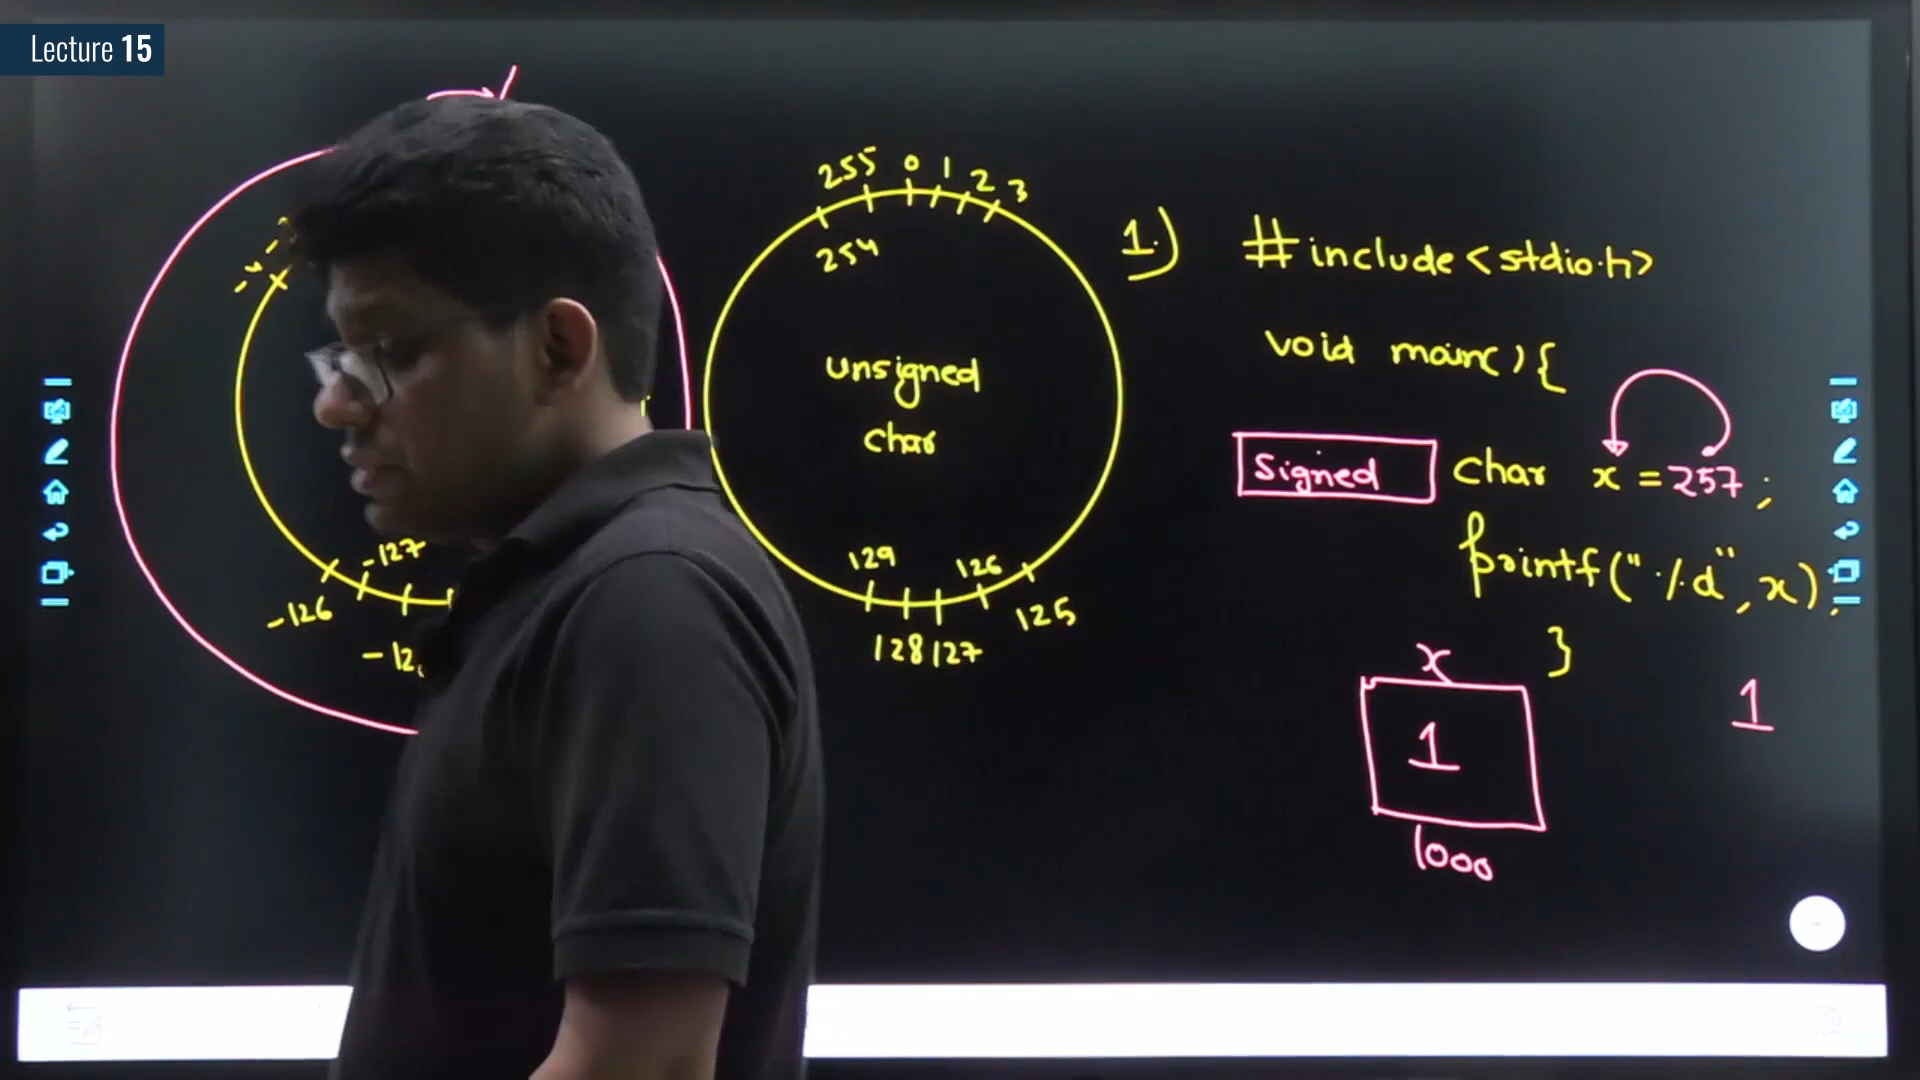 Lecture 15
-127
-126
255 0 1 2 3
254
unsigned
char
129 126
128 127 125
1.) #include<stdio.h>
void main(){
Signed char x = 257;
printf("%d", x);
}
x
1
1000
1